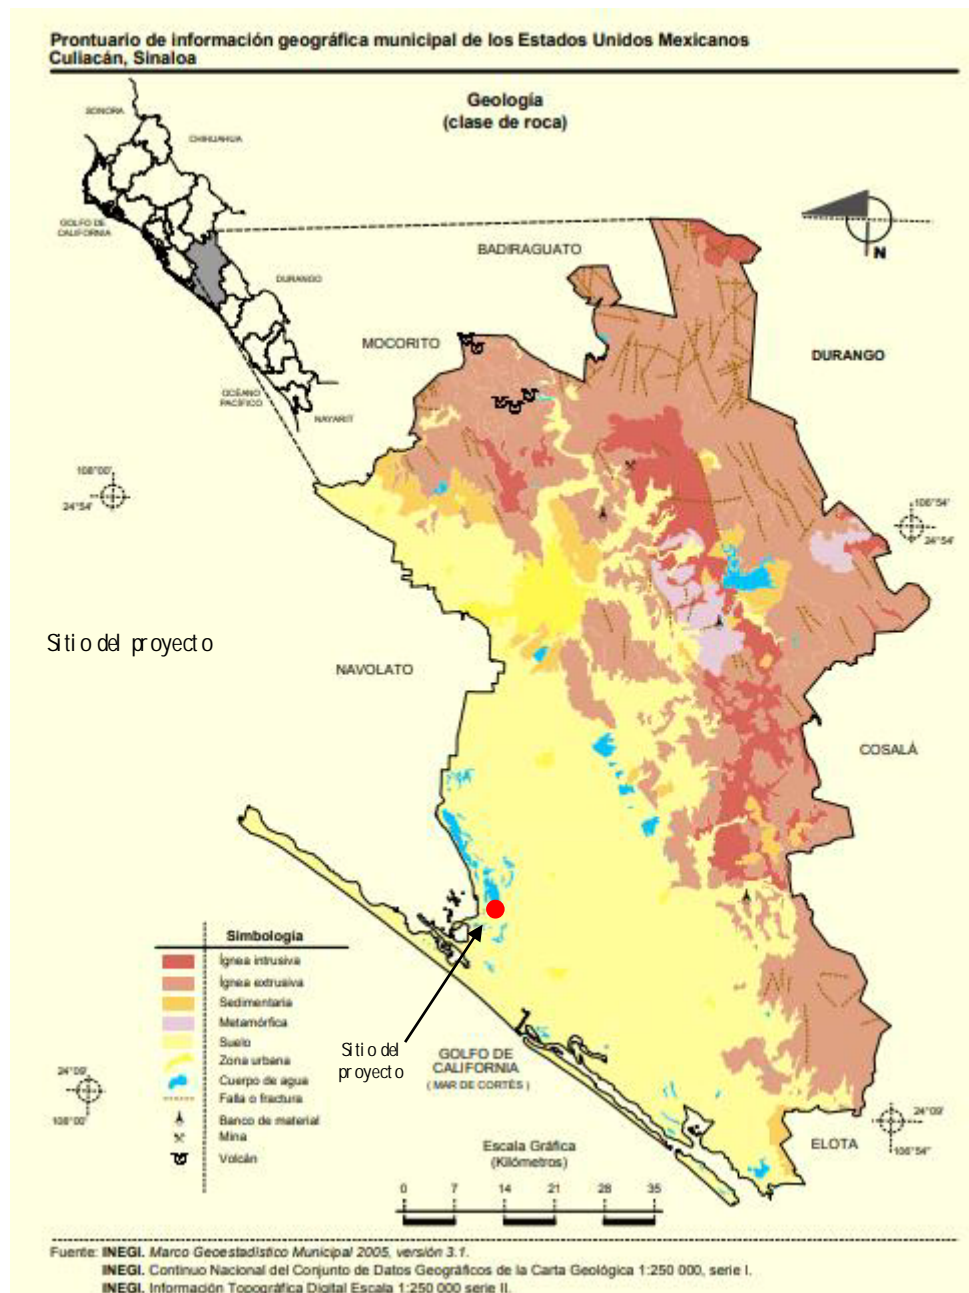 Prontuario de información geográfica municipal de los Estados Unidos Mexicanos
Culiacán, Sinaloa
Geología
(clase de roca)
SONORA
CHIHUAHUA
GOLFO DE
CALIFORNIA
DURANGO
OCÉANO
PACÍFICO
NAYARIT
BADIRAGUATO
N
MOCORITO
DURANGO
108°00'
24°54'
106°54'
24°54'
Sitio del proyecto
NAVOLATO
COSALÁ
Simbología
Ígnea intrusiva
Ígnea extrusiva
Sedimentaria
Metamórfica
Suelo
Zona urbana
Cuerpo de agua
Falla o fractura
Banco de material
Mina
Volcán
Sitio del
proyecto
GOLFO DE
CALIFORNIA
( MAR DE CORTÉS )
24°09'
108°00'
24°09'
106°54'
ELOTA
Escala Gráfica
(Kilómetros)
0 7 14 21 28 35
Fuente: INEGI. Marco Geoestadístico Municipal 2005, versión 3.1.
INEGI. Continuo Nacional del Conjunto de Datos Geográficos de la Carta Geológica 1:250 000, serie I.
INEGI. Información Topográfica Digital Escala 1:250 000 serie II.